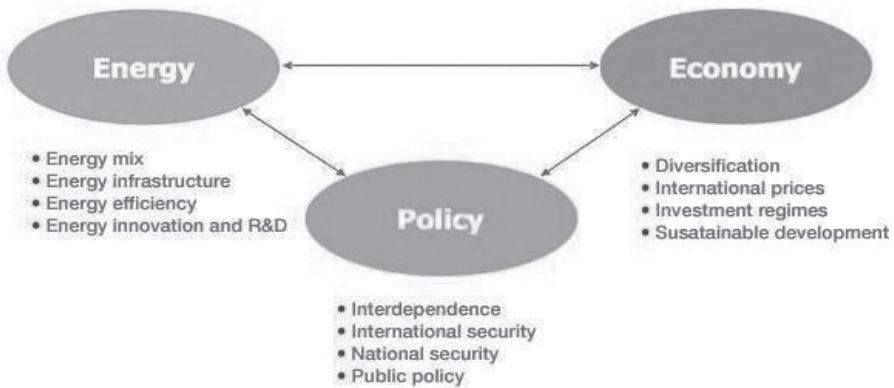 Energy
Economy
• Energy mix
• Energy infrastructure
• Energy efficiency
• Energy innovation and R&D
Policy
• Diversification
• International prices
• Investment regimes
• Susatainable development
• Interdependence
• International security
• National security
• Public policy